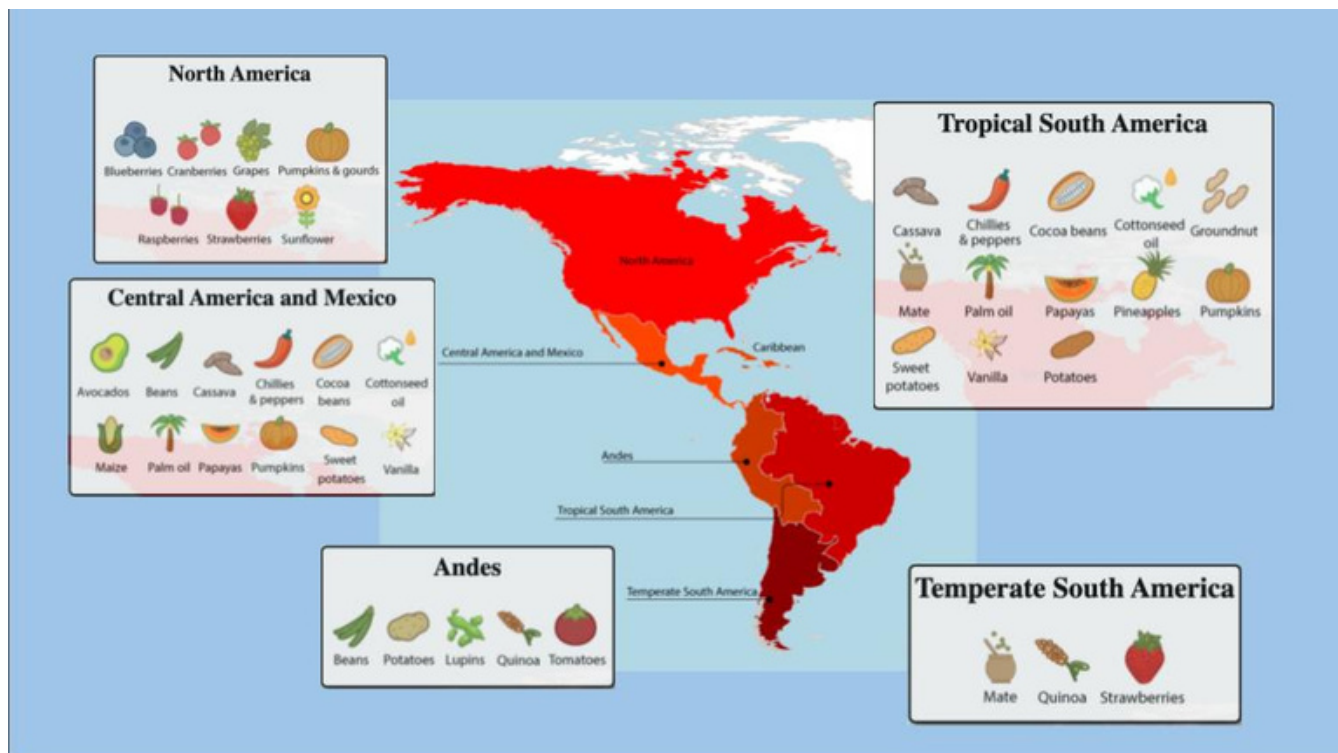 North America
Blueberries Cranberries Grapes Pumpkins & gourds
Raspberries Strawberries Sunflower
Central America and Mexico
Avocados Beans Cassava Chillies & peppers Cocoa beans Cottonseed oil
Maize Palm oil Papayas Pumpkins Sweet potatoes Vanilla
Tropical South America
Cassava Chillies & peppers Cocoa beans Cottonseed oil Groundnut
Mate Palm oil Papayas Pineapples Pumpkins
Sweet potatoes Vanilla Potatoes
North America
Central America and Mexico
Caribbean
Andes
Tropical South America
Temperate South America
Andes
Beans Potatoes Lupins Quinoa Tomatoes
Temperate South America
Mate Quinoa Strawberries